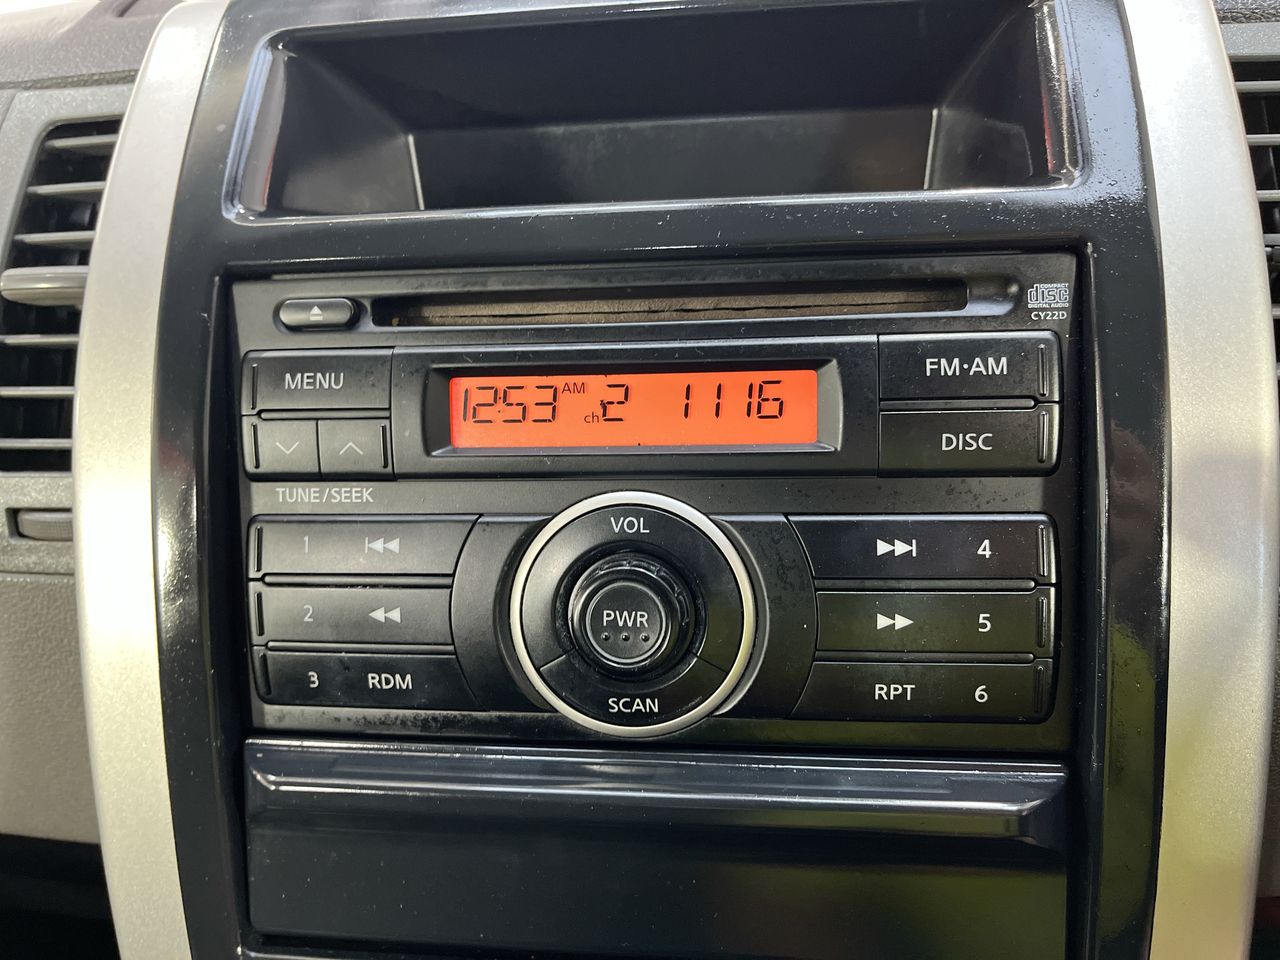 COMPACT
disc
DIGITAL AUDIO
CY22D
MENU
12:53 AM ch 2 1116
FM·AM
DISC
TUNE/SEEK
VOL
1
4
2
PWR
5
3 RDM
RPT 6
SCAN